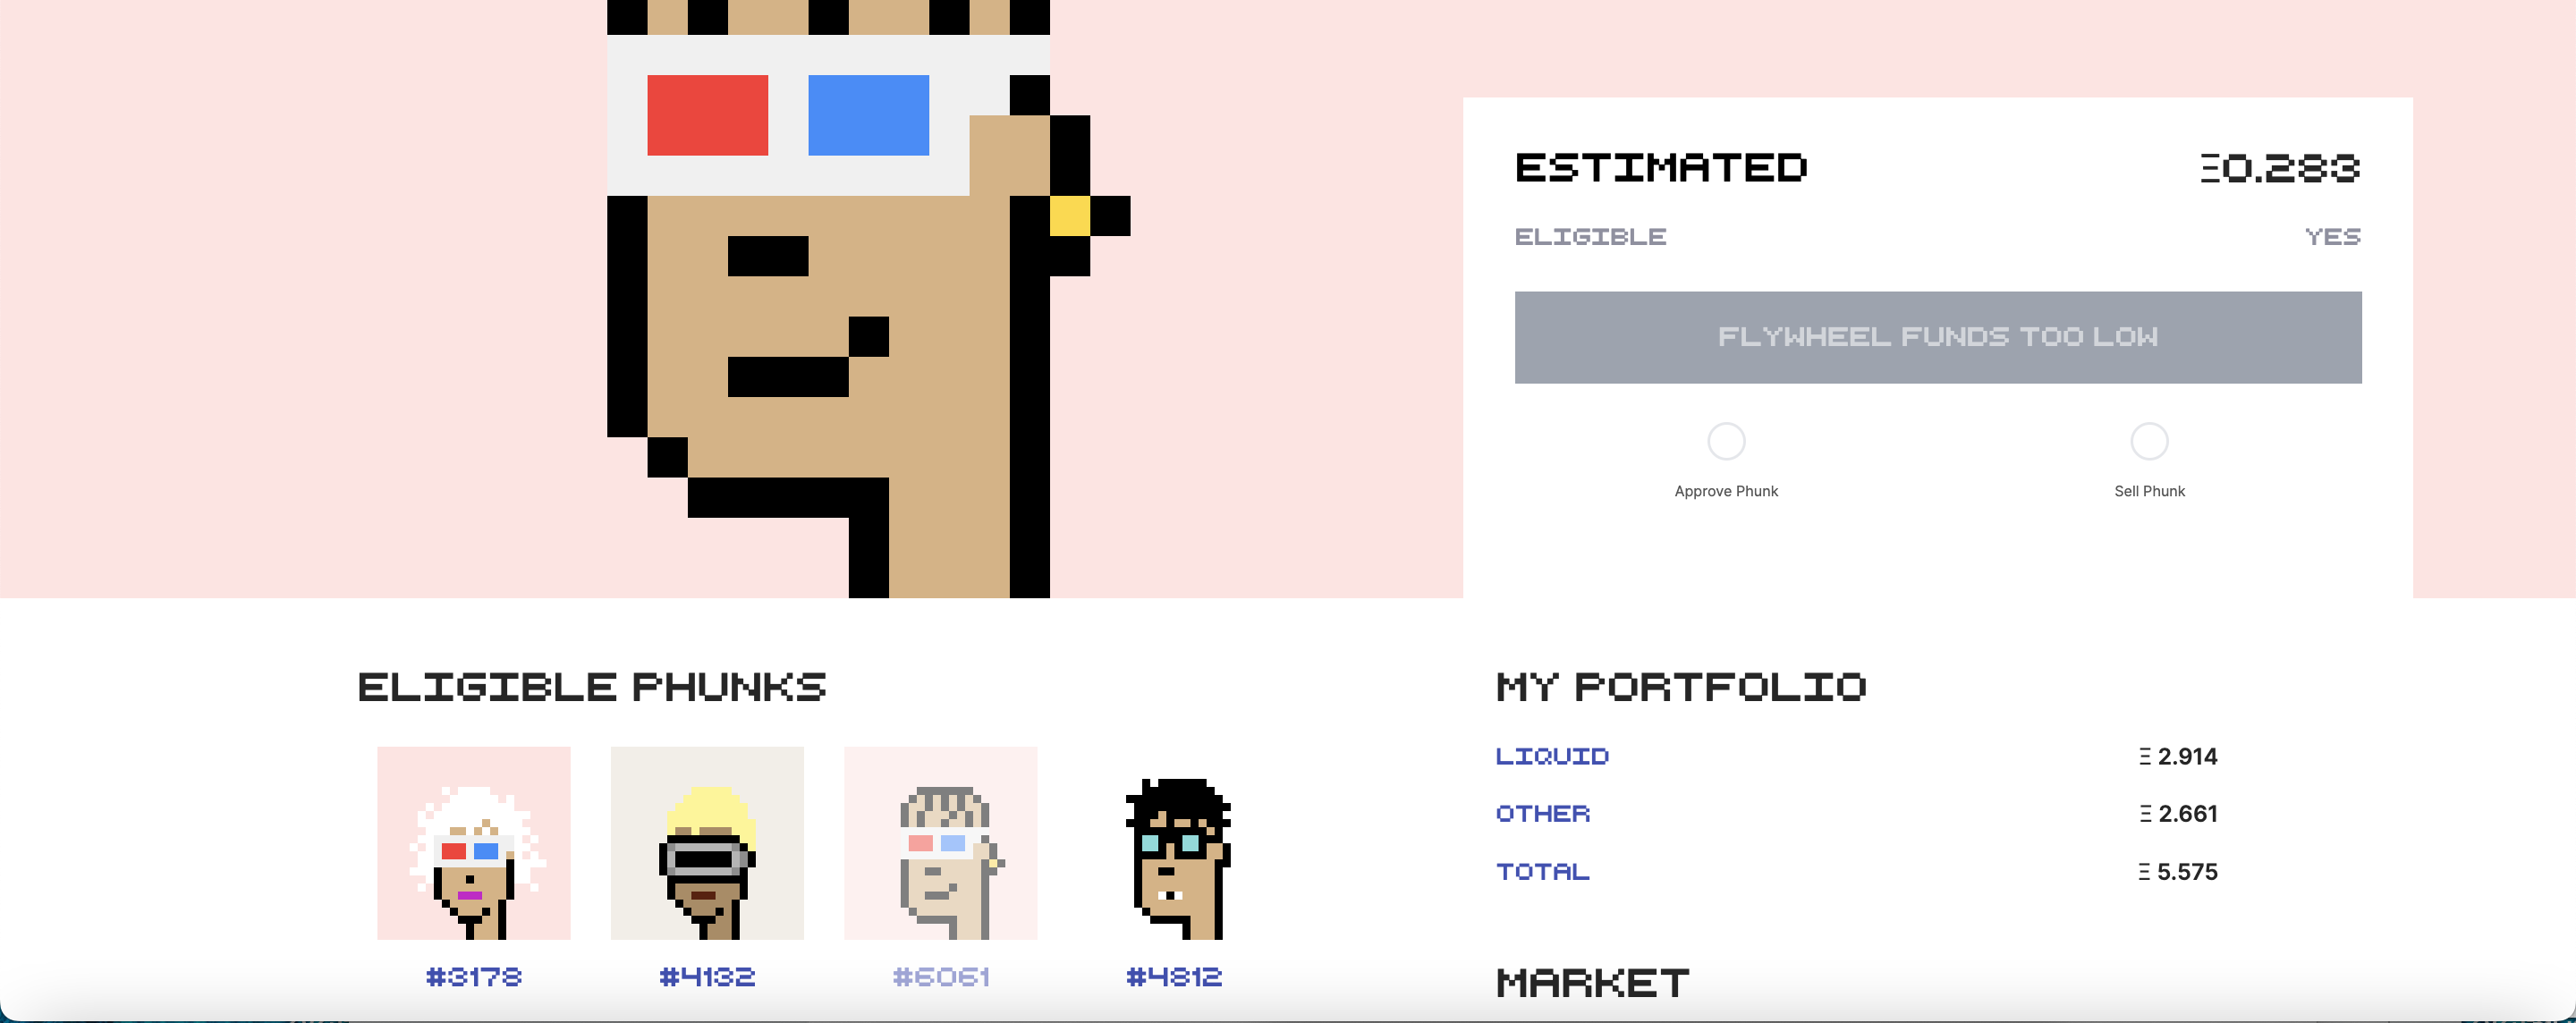 ESTIMATED Ξ0.283
ELIGIBLE YES
FLYWHEEL FUNDS TOO LOW
Approve Phunk Sell Phunk
ELIGIBLE PHUNKS
#3178 #4132 #6061 #4812
MY PORTFOLIO
LIQUID Ξ 2.914
OTHER Ξ 2.661
TOTAL Ξ 5.575
MARKET